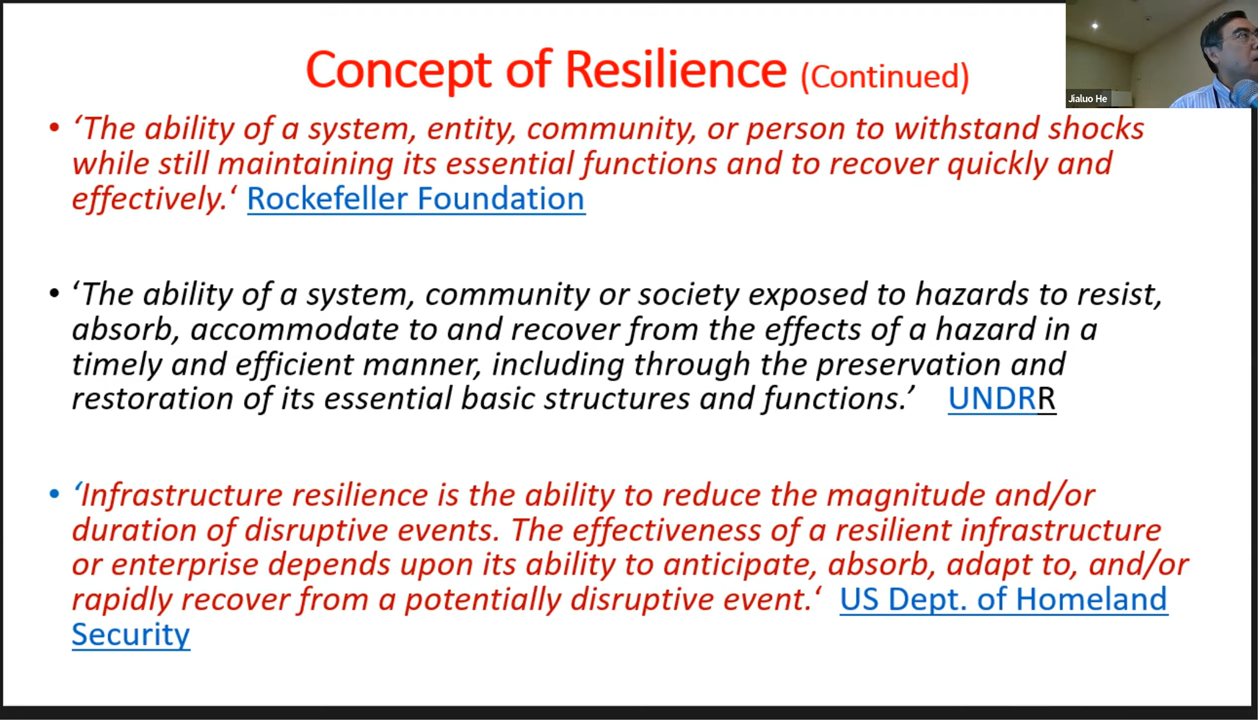 Concept of Resilience (Continued)
Jialuo He
• ‘The ability of a system, entity, community, or person to withstand shocks
while still maintaining its essential functions and to recover quickly and
effectively.‘ Rockefeller Foundation
• ‘The ability of a system, community or society exposed to hazards to resist,
absorb, accommodate to and recover from the effects of a hazard in a
timely and efficient manner, including through the preservation and
restoration of its essential basic structures and functions.’ UNDRR
• ‘Infrastructure resilience is the ability to reduce the magnitude and/or
duration of disruptive events. The effectiveness of a resilient infrastructure
or enterprise depends upon its ability to anticipate, absorb, adapt to, and/or
rapidly recover from a potentially disruptive event.‘ US Dept. of Homeland
Security